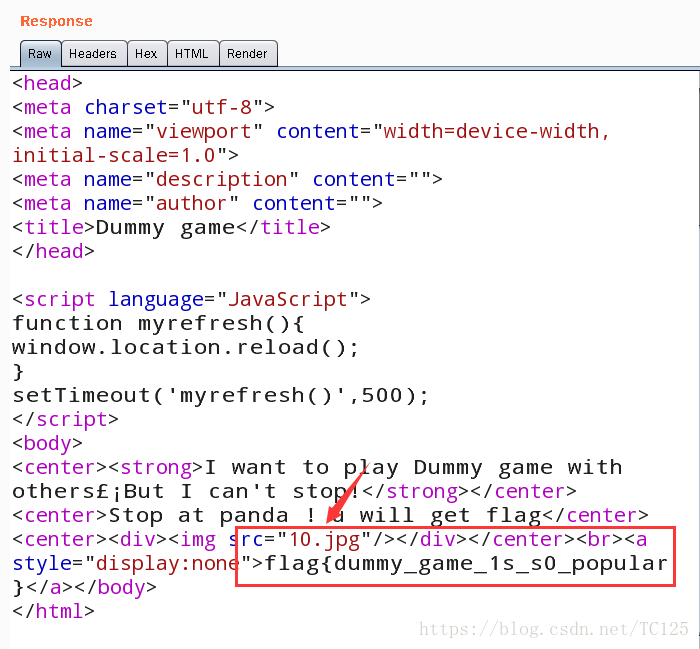 Response
Raw Headers Hex HTML Render
<head>
<meta charset="utf-8">
<meta name="viewport" content="width=device-width,
initial-scale=1.0">
<meta name="description" content="">
<meta name="author" content="">
<title>Dummy game</title>
</head>
<script language="JavaScript">
function myrefresh(){
window.location.reload();
}
setTimeout('myrefresh()',500);
</script>
<body>
<center><strong>I want to play Dummy game with
others£¡But I can't stop!</strong></center>
<center>Stop at panda ! u will get flag</center>
<center><div><img src="10.jpg"/></div></center><br><a
style="display:none">flag{dummy_game_1s_s0_popular
}</a></body>
</html>
https://blog.csdn.net/TC125